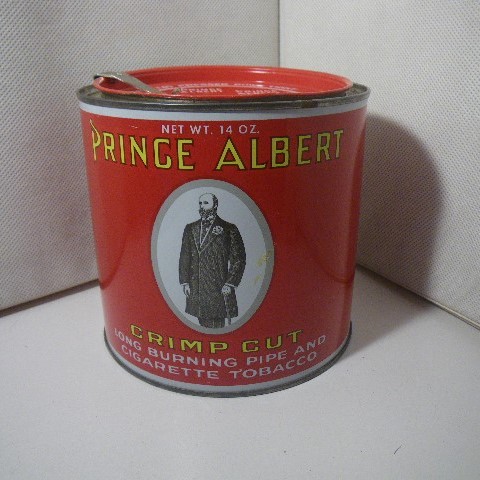 NET WT. 14 OZ.
PRINCE ALBERT
CRIMP CUT
LONG BURNING PIPE AND
CIGARETTE TOBACCO